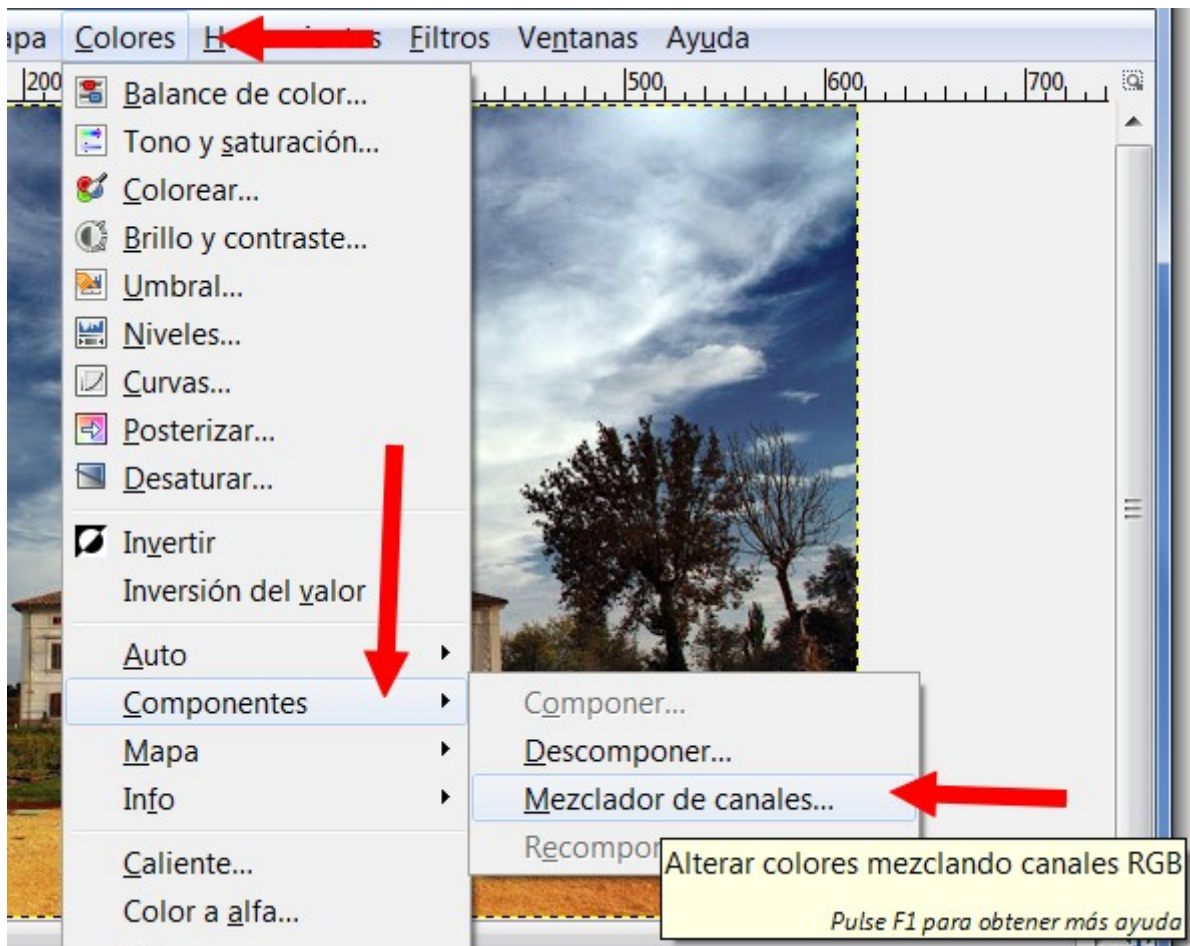 Colores Filtros Ventanas Ayuda
200 500 600 700
Balance de color...
Tono y saturación...
Colorear...
Brillo y contraste...
Umbral...
Niveles...
Curvas...
Posterizar...
Desaturar...
Invertir
Inversión del valor
Auto
Componentes
Mapa
Info
Caliente...
Color a alfa...
Componer...
Descomponer...
Mezclador de canales...
Alterar colores mezclando canales RGB
Pulse F1 para obtener más ayuda